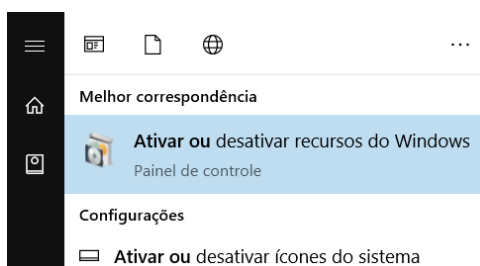 Melhor correspondência
Ativar ou desativar recursos do Windows
Painel de controle
Configurações
Ativar ou desativar ícones do sistema